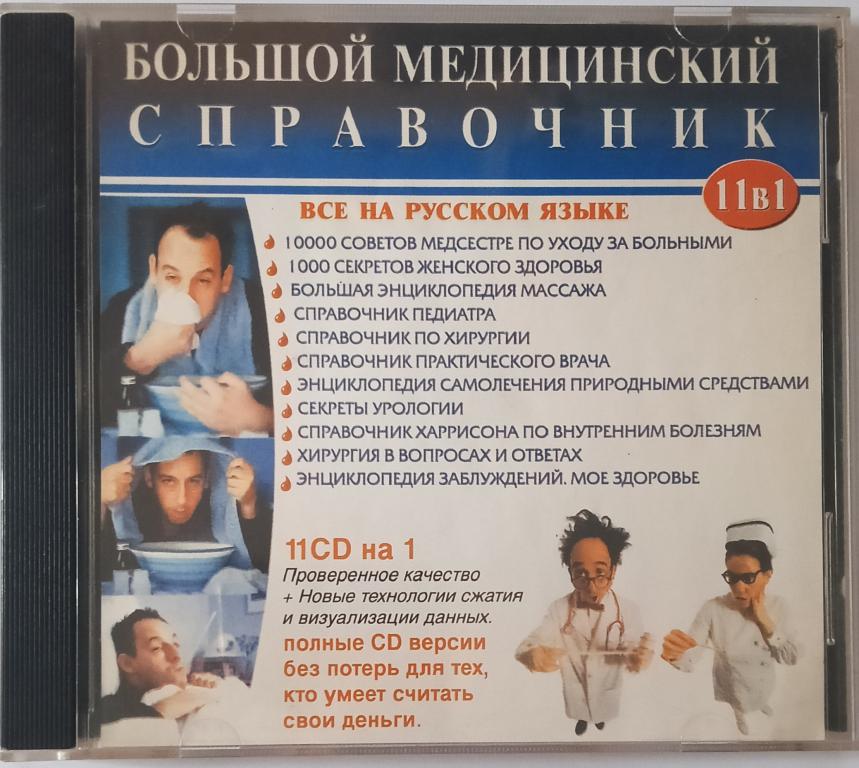 БОЛЬШОЙ МЕДИЦИНСКИЙ
СПРАВОЧНИК
11в1
ВСЕ НА РУССКОМ ЯЗЫКЕ
10000 СОВЕТОВ МЕДСЕСТРЕ ПО УХОДУ ЗА БОЛЬНЫМИ
1000 СЕКРЕТОВ ЖЕНСКОГО ЗДОРОВЬЯ
БОЛЬШАЯ ЭНЦИКЛОПЕДИЯ МАССАЖА
СПРАВОЧНИК ПЕДИАТРА
СПРАВОЧНИК ПО ХИРУРГИИ
СПРАВОЧНИК ПРАКТИЧЕСКОГО ВРАЧА
ЭНЦИКЛОПЕДИЯ САМОЛЕЧЕНИЯ ПРИРОДНЫМИ СРЕДСТВАМИ
СЕКРЕТЫ УРОЛОГИИ
СПРАВОЧНИК ХАРРИСОНА ПО ВНУТРЕННИМ БОЛЕЗНЯМ
ХИРУРГИЯ В ВОПРОСАХ И ОТВЕТАХ
ЭНЦИКЛОПЕДИЯ ЗАБЛУЖДЕНИЙ. МОЕ ЗДОРОВЬЕ
11CD на 1
Проверенное качество
+ Новые технологии сжатия
и визуализации данных.
полные CD версии
без потерь для тех,
кто умеет считать
свои деньги.